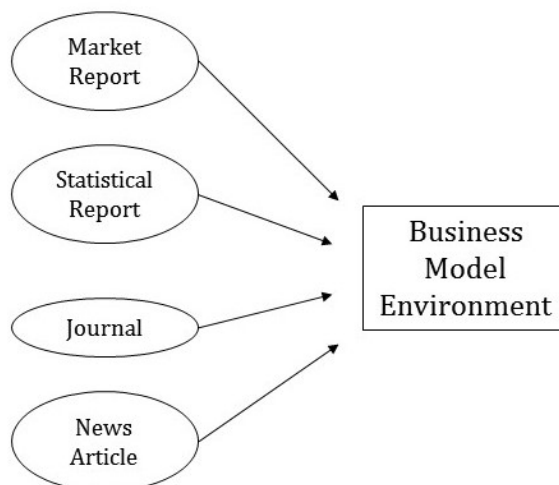 Market
Report
Statistical
Report
Journal
News
Article
Business
Model
Environment